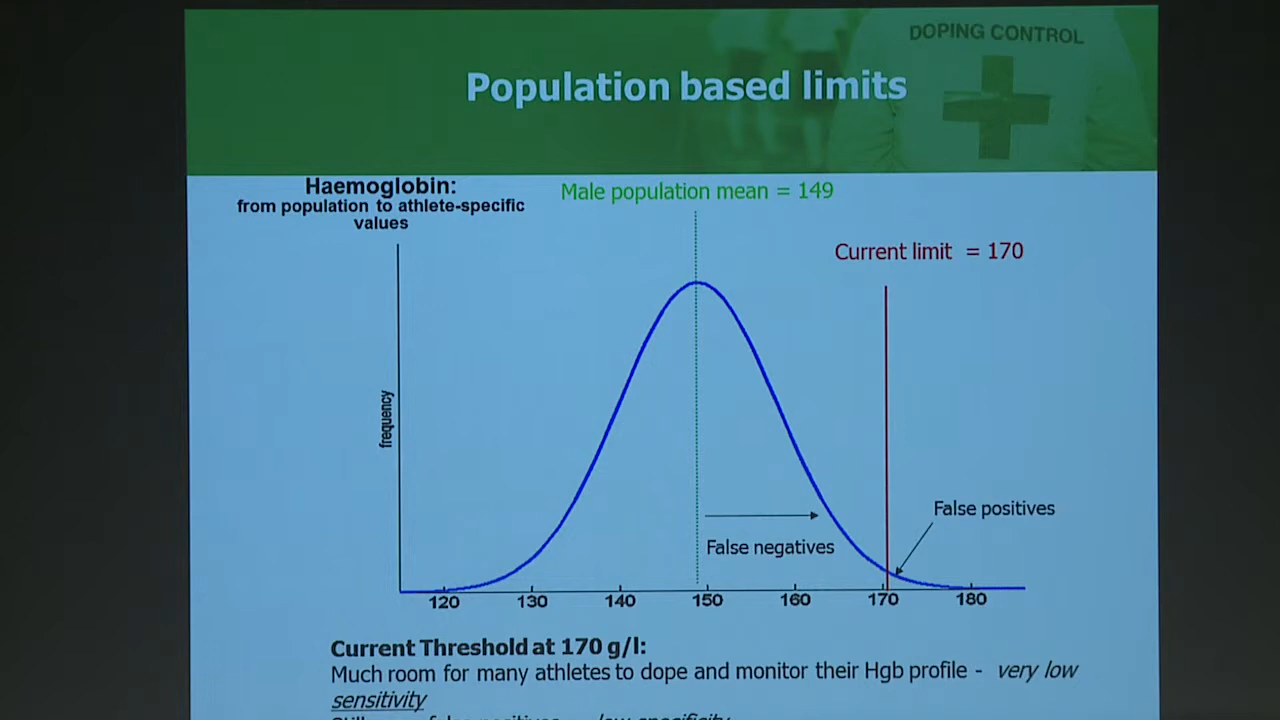 DOPING CONTROL
Population based limits
Haemoglobin:
from population to athlete-specific
values
Male population mean = 149
Current limit = 170
frequency
False positives
False negatives
120 130 140 150 160 170 180
Current Threshold at 170 g/l:
Much room for many athletes to dope and monitor their Hgb profile - very low
sensitivity
low specificity